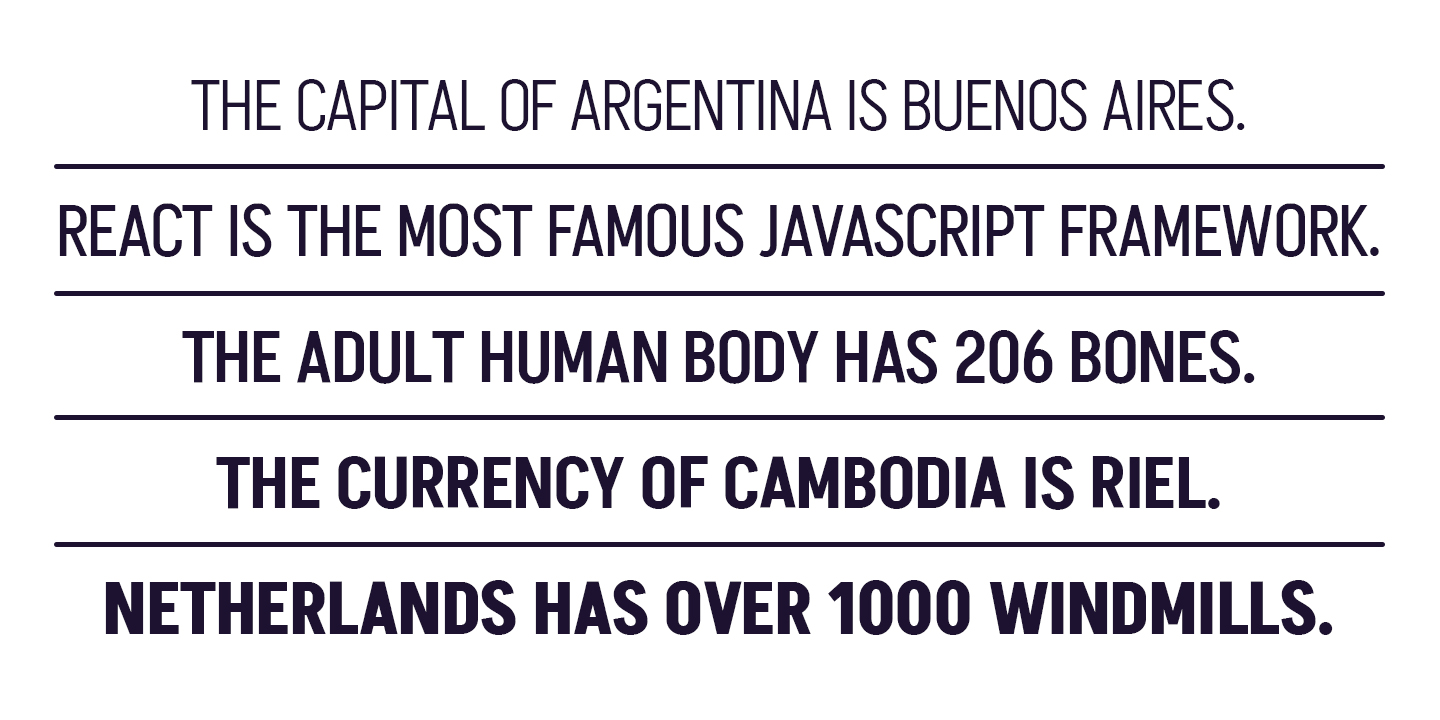 THE CAPITAL OF ARGENTINA IS BUENOS AIRES.
REACT IS THE MOST FAMOUS JAVASCRIPT FRAMEWORK.
THE ADULT HUMAN BODY HAS 206 BONES.
THE CURRENCY OF CAMBODIA IS RIEL.
NETHERLANDS HAS OVER 1000 WINDMILLS.